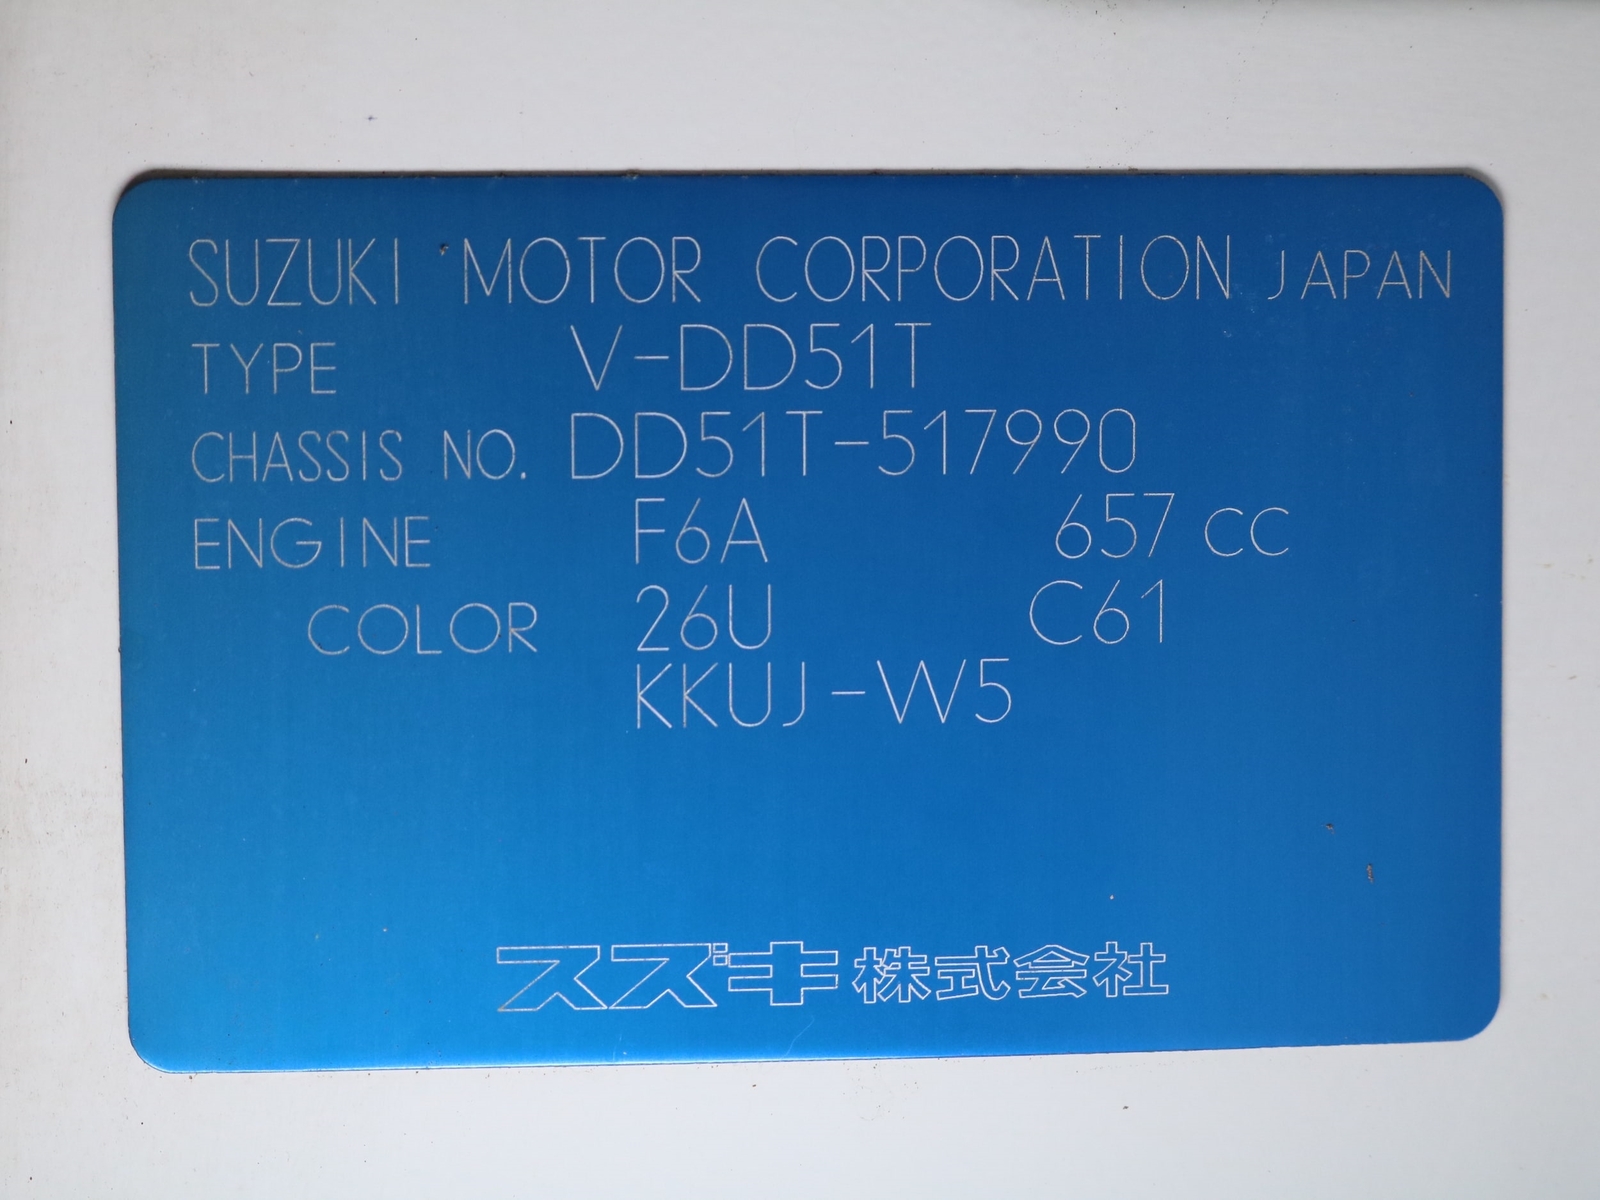 SUZUKI MOTOR CORPORATION JAPAN
TYPE V-DD51T
CHASSIS NO. DD51T-517990
ENGINE F6A 657 CC
COLOR 26U C61
KKUJ-W5
スズキ株式会社